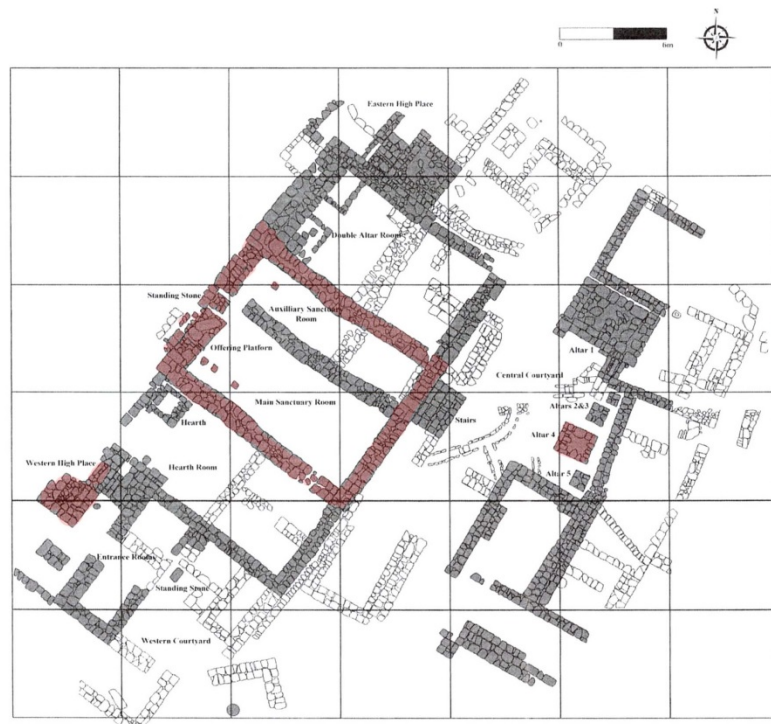 N
0
6m
Eastern High Place
Double Altar Room
Standing Stone
Auxiliary Sanctuary
Room
Offering Platforn
Altar 1
Central Courtyard
Main Sanctuary Room
Altars 2&3
Hearth
Stairs
Altar 4
Western High Place
Hearth Room
Altar 5
Entrance Rooms
Standing Stone
Western Courtyard